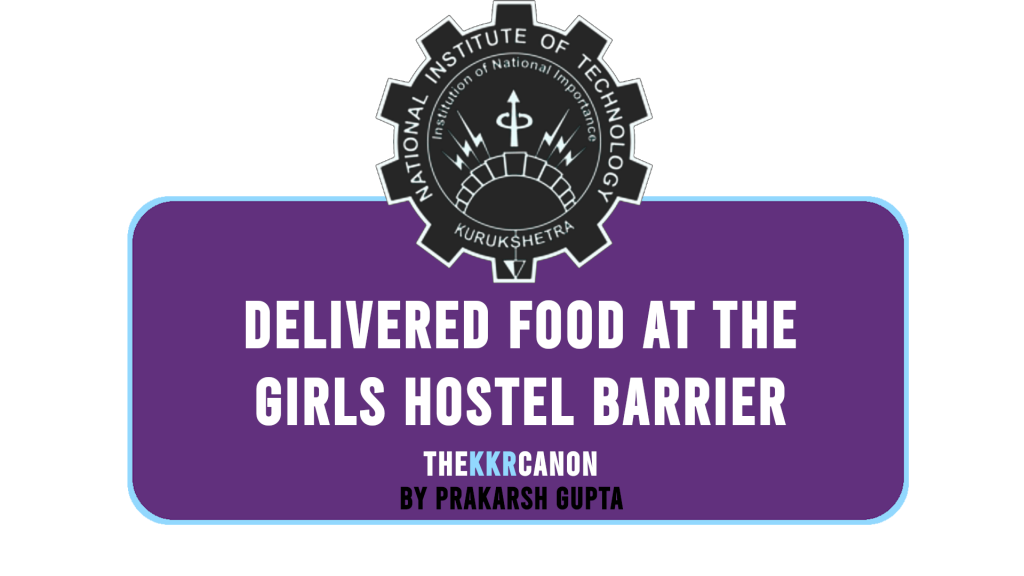 NATIONAL INSTITUTE OF TECHNOLOGY
Institution of National Importance
KURUKSHETRA
DELIVERED FOOD AT THE
GIRLS HOSTEL BARRIER
THEKKRCANON
BY PRAKARSH GUPTA